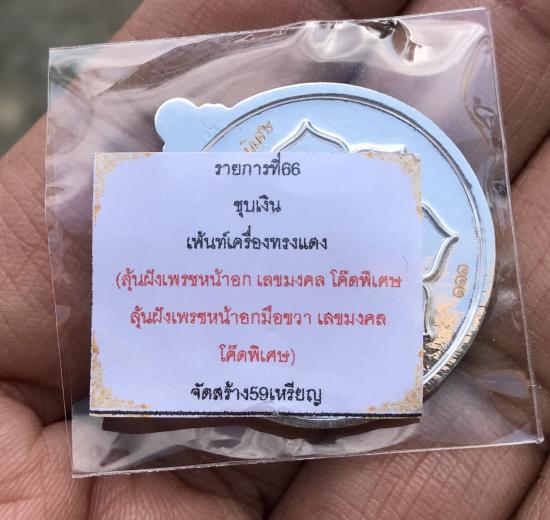 รายการที่66
ชุบเงิน
เพ้นท์เครื่องทรงแดง
(ลุ้นฝังเพรชหน้าอก เลขมงคล โค๊ดพิเศษ
ลุ้นฝังเพรชหน้าอกมือขวา เลขมงคล
โค๊ดพิเศษ)
จัดสร้าง59เหรียญ